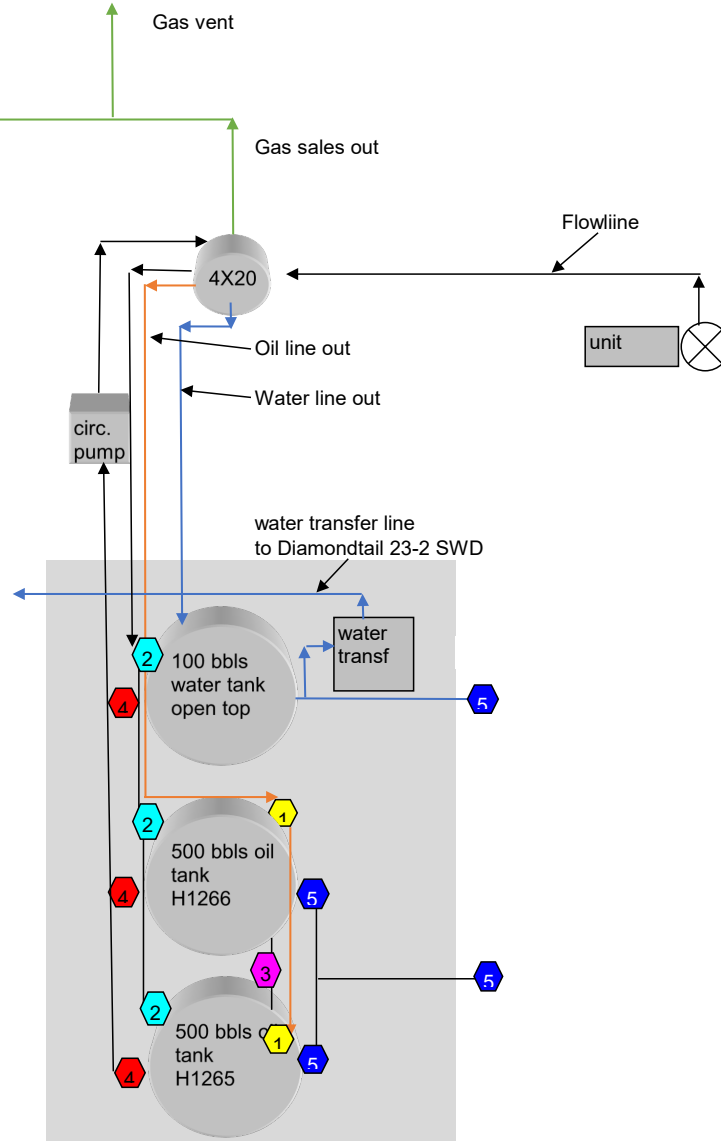 Gas vent
Gas sales out
Flowliine
4X20
unit
Oil line out
Water line out
circ.
pump
water transfer line
to Diamondtail 23-2 SWD
water
transf
2
100 bbls
water tank
open top
4
5
2
1
500 bbls oil
tank
H1266
4
5
3
5
2
500 bbls
1
tank
H1265
5
4